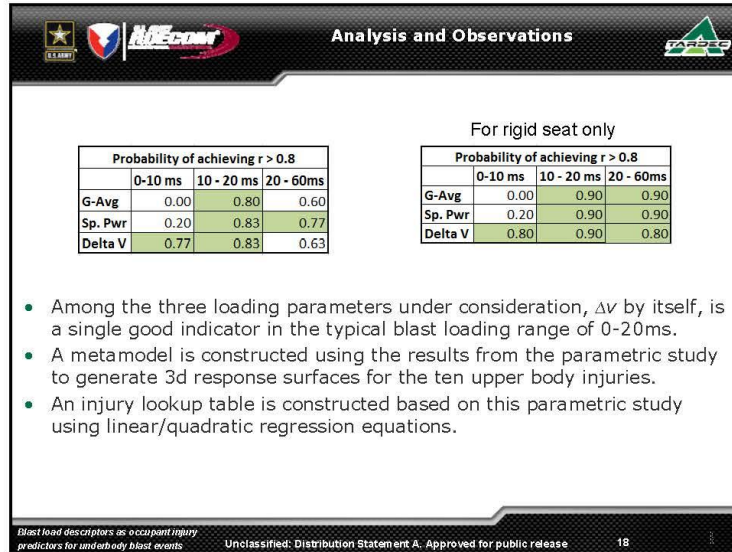 U.S.ARMY
RDECOM
Analysis and Observations
TARDEC
For rigid seat only
Probability of achieving r > 0.8
0-10 ms 10 - 20 ms 20 - 60ms
G-Avg 0.00 0.80 0.60
Sp. Pwr 0.20 0.83 0.77
Delta V 0.77 0.83 0.63
Probability of achieving r > 0.8
0-10 ms 10 - 20 ms 20 - 60ms
G-Avg 0.00 0.90 0.90
Sp. Pwr 0.20 0.90 0.90
Delta V 0.80 0.90 0.80
• Among the three loading parameters under consideration, Δv by itself, is
a single good indicator in the typical blast loading range of 0-20ms.
• A metamodel is constructed using the results from the parametric study
to generate 3d response surfaces for the ten upper body injuries.
• An injury lookup table is constructed based on this parametric study
using linear/quadratic regression equations.
Blast load descriptors as occupant injury
predictors for underbody blast events
Unclassified: Distribution Statement A. Approved for public release
18